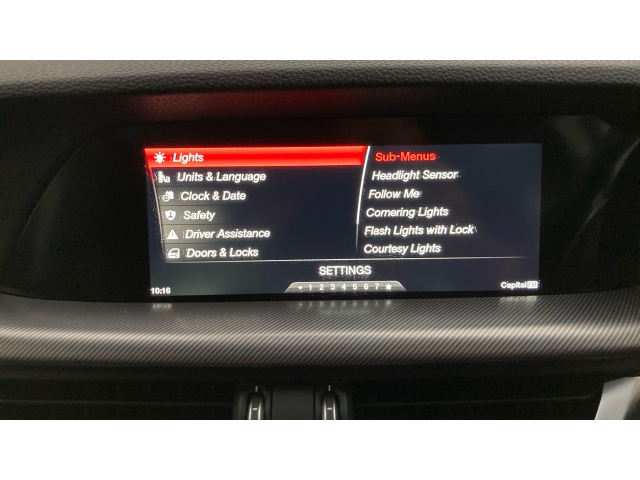 Lights
Units & Language
Clock & Date
Safety
Driver Assistance
Doors & Locks
Sub-Menus
Headlight Sensor
Follow Me
Cornering Lights
Flash Lights with Lock
Courtesy Lights
SETTINGS
10:16
1 2 3 4 5 6 7
Capital FM